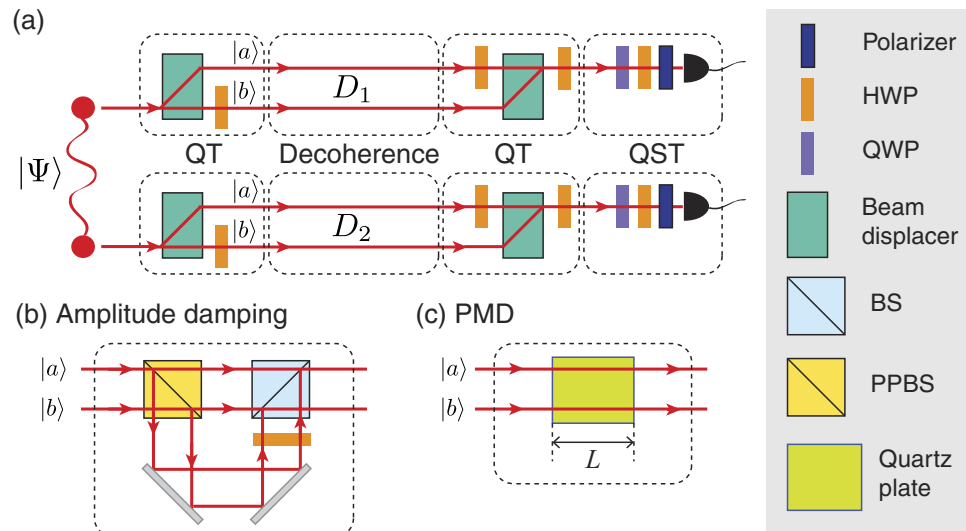 (a)
|a⟩
|b⟩
D₁
|Ψ⟩
QT
Decoherence
QT
QST
|a⟩
|b⟩
D₂
(b) Amplitude damping
|a⟩
|b⟩
(c) PMD
|a⟩
|b⟩
L
Polarizer
HWP
QWP
Beam
displacer
BS
PPBS
Quartz
plate